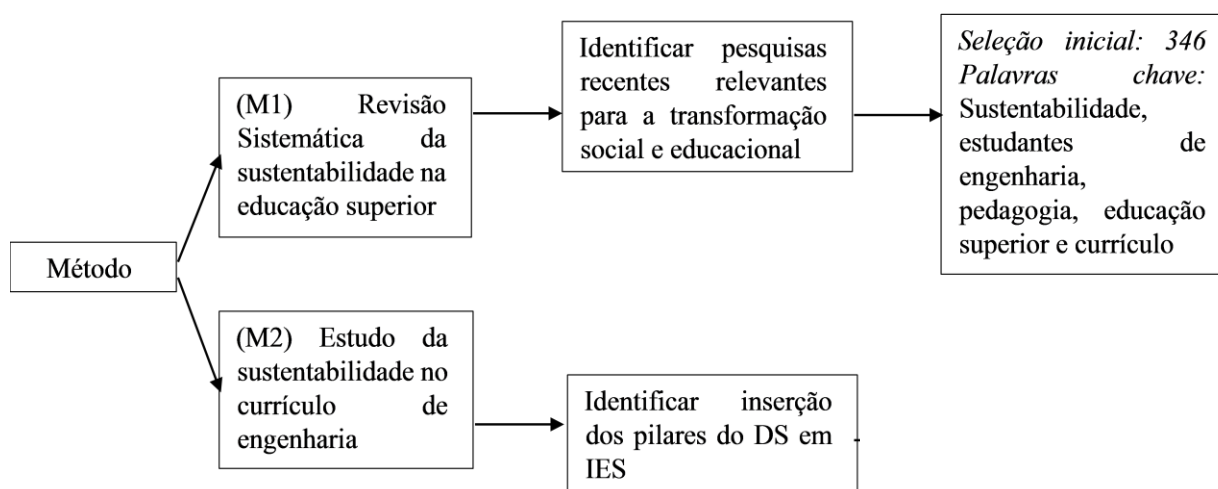 Método
(M1) Revisão
Sistemática da
sustentabilidade na
educação superior
Identificar pesquisas
recentes relevantes
para a transformação
social e educacional
Seleção inicial: 346
Palavras chave:
Sustentabilidade,
estudantes de
engenharia,
pedagogia, educação
superior e currículo
(M2) Estudo da
sustentabilidade no
currículo de
engenharia
Identificar inserção
dos pilares do DS em
IES